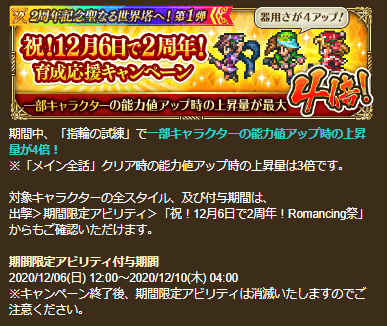 2周年記念聖なる世界塔へ!第1弾
器用さが4アップ!
祝!12月6日で2周年!
育成応援キャンペーン
一部キャラクターの能力値アップ時の上昇量が最大
4倍!
期間中、「指輪の試練」で一部キャラクターの能力値アップ時の上昇
量が4倍!
※「メイン全話」クリア時の能力値アップ時の上昇量は3倍です。
対象キャラクターの全スタイル、及び付与期間は、
出撃>期間限定アビリティ>「祝!12月6日で2周年!Romancing祭」
からもご確認いただけます。
期間限定アビリティ付与期間
2020/12/06(日) 12:00～2020/12/10(木) 04:00
※キャンペーン終了後、期間限定アビリティは消滅いたしますのでご
注意ください。